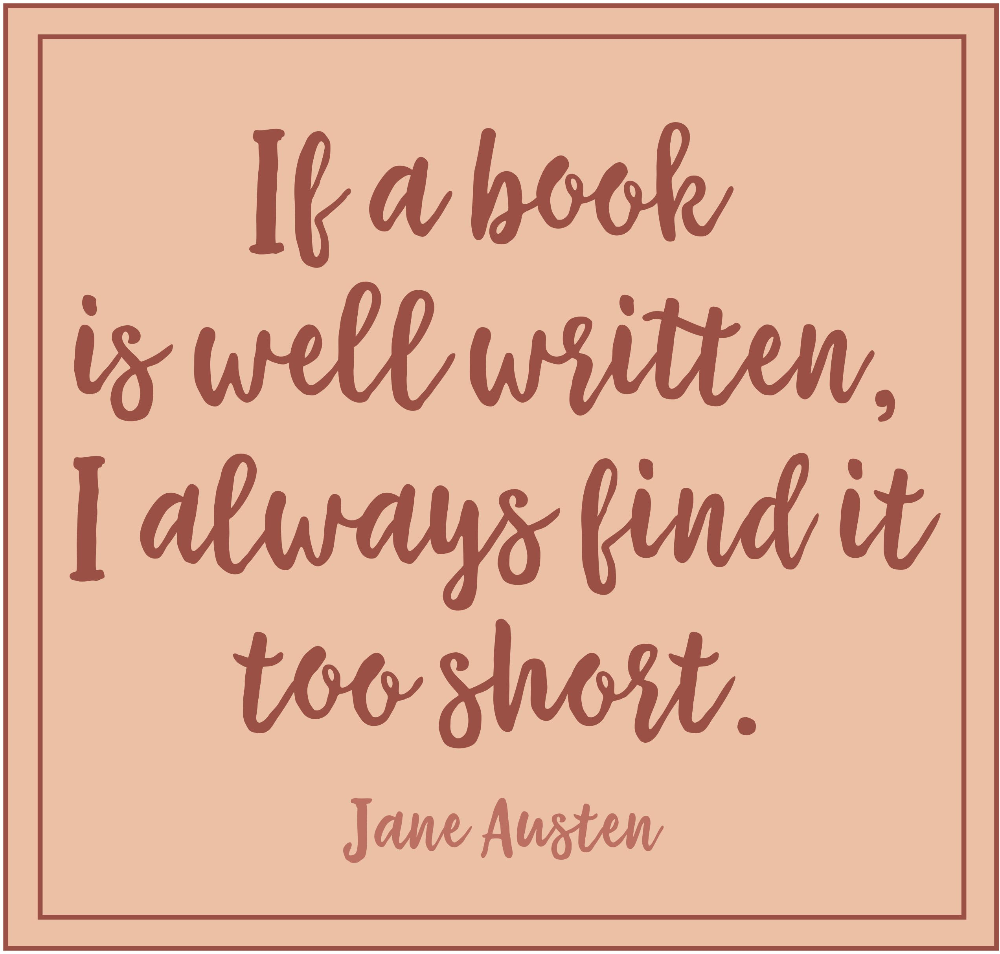 If a book
is well written,
I always find it
too short.
Jane Austen